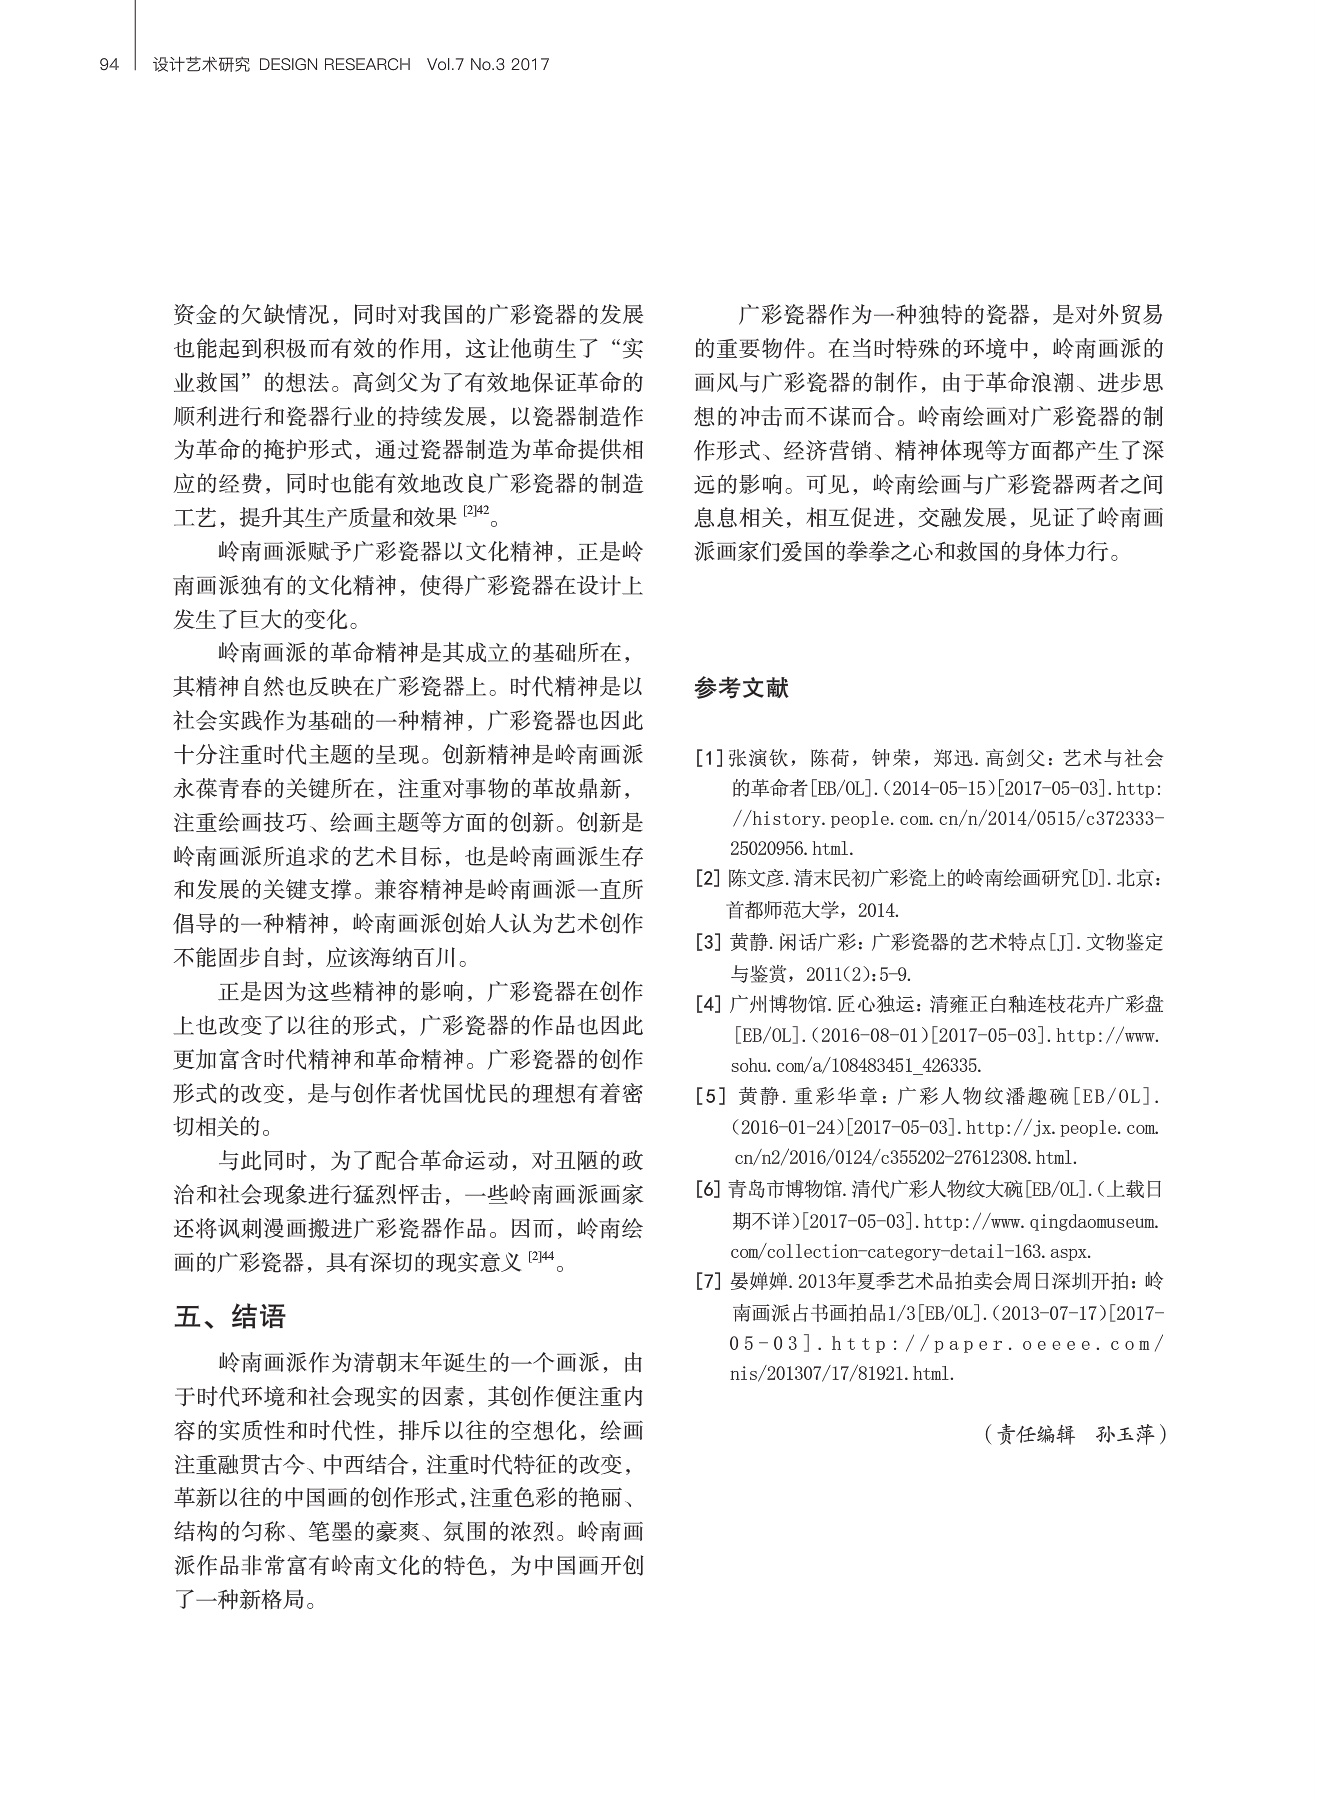 94 设计艺术研究 DESIGN RESEARCH Vol.7 No.3 2017
资金的欠缺情况，同时对我国的广彩瓷器的发展
也能起到积极而有效的作用，这让他萌生了“实
业救国”的想法。高剑父为了有效地保证革命的
顺利进行和瓷器行业的持续发展，以瓷器制造作
为革命的掩护形式，通过瓷器制造为革命提供相
应的经费，同时也能有效地改良广彩瓷器的制造
工艺，提升其生产质量和效果 [2]42。
岭南画派赋予广彩瓷器以文化精神，正是岭
南画派独有的文化精神，使得广彩瓷器在设计上
发生了巨大的变化。
岭南画派的革命精神是其成立的基础所在，
其精神自然也反映在广彩瓷器上。时代精神是以
社会实践作为基础的一种精神，广彩瓷器也因此
十分注重时代主题的呈现。创新精神是岭南画派
永葆青春的关键所在，注重对事物的革故鼎新，
注重绘画技巧、绘画主题等方面的创新。创新是
岭南画派所追求的艺术目标，也是岭南画派生存
和发展的关键支撑。兼容精神是岭南画派一直所
倡导的一种精神，岭南画派创始人认为艺术创作
不能固步自封，应该海纳百川。
正是因为这些精神的影响，广彩瓷器在创作
上也改变了以往的形式，广彩瓷器的作品也因此
更加富含时代精神和革命精神。广彩瓷器的创作
形式的改变，是与创作者忧国忧民的理想有着密
切相关的。
与此同时，为了配合革命运动，对丑陋的政
治和社会现象进行猛烈怦击，一些岭南画派画家
还将讽刺漫画搬进广彩瓷器作品。因而，岭南绘
画的广彩瓷器，具有深切的现实意义 [2]44。
五、结语
岭南画派作为清朝末年诞生的一个画派，由
于时代环境和社会现实的因素，其创作便注重内
容的实质性和时代性，排斥以往的空想化，绘画
注重融贯古今、中西结合，注重时代特征的改变，
革新以往的中国画的创作形式，注重色彩的艳丽、
结构的匀称、笔墨的豪爽、氛围的浓烈。岭南画
派作品非常富有岭南文化的特色，为中国画开创
了一种新格局。
广彩瓷器作为一种独特的瓷器，是对外贸易
的重要物件。在当时特殊的环境中，岭南画派的
画风与广彩瓷器的制作，由于革命浪潮、进步思
想的冲击而不谋而合。岭南绘画对广彩瓷器的制
作形式、经济营销、精神体现等方面都产生了深
远的影响。可见，岭南绘画与广彩瓷器两者之间
息息相关，相互促进，交融发展，见证了岭南画
派画家们爱国的拳拳之心和救国的身体力行。
参考文献
[1] 张演钦，陈荷，钟荣，郑迅. 高剑父：艺术与社会
的革命者[EB/OL].(2014-05-15)[2017-05-03].http:
//history.people.com.cn/n/2014/0515/c372333-
25020956.html.
[2] 陈文彦. 清末民初广彩瓷上的岭南绘画研究[D]. 北京：
首都师范大学，2014.
[3] 黄静. 闲话广彩：广彩瓷器的艺术特点[J]. 文物鉴定
与鉴赏，2011(2):5-9.
[4] 广州博物馆. 匠心独运：清雍正白釉连枝花卉广彩盘
[EB/OL].(2016-08-01)[2017-05-03].http://www.
sohu.com/a/108483451_426335.
[5] 黄静. 重彩华章：广彩人物纹潘趣碗[EB/OL].
(2016-01-24)[2017-05-03].http://jx.people.com.
cn/n2/2016/0124/c355202-27612308.html.
[6] 青岛市博物馆. 清代广彩人物纹大碗[EB/OL].(上载日
期不详)[2017-05-03].http://www.qingdaomuseum.
com/collection-category-detail-163.aspx.
[7] 晏婵婵. 2013年夏季艺术品拍卖会周日深圳开拍：岭
南画派占书画拍品1/3[EB/OL].(2013-07-17)[2017-
05-03].http://paper.oeeee.com/
nis/201307/17/81921.html.
（责任编辑 孙玉萍）